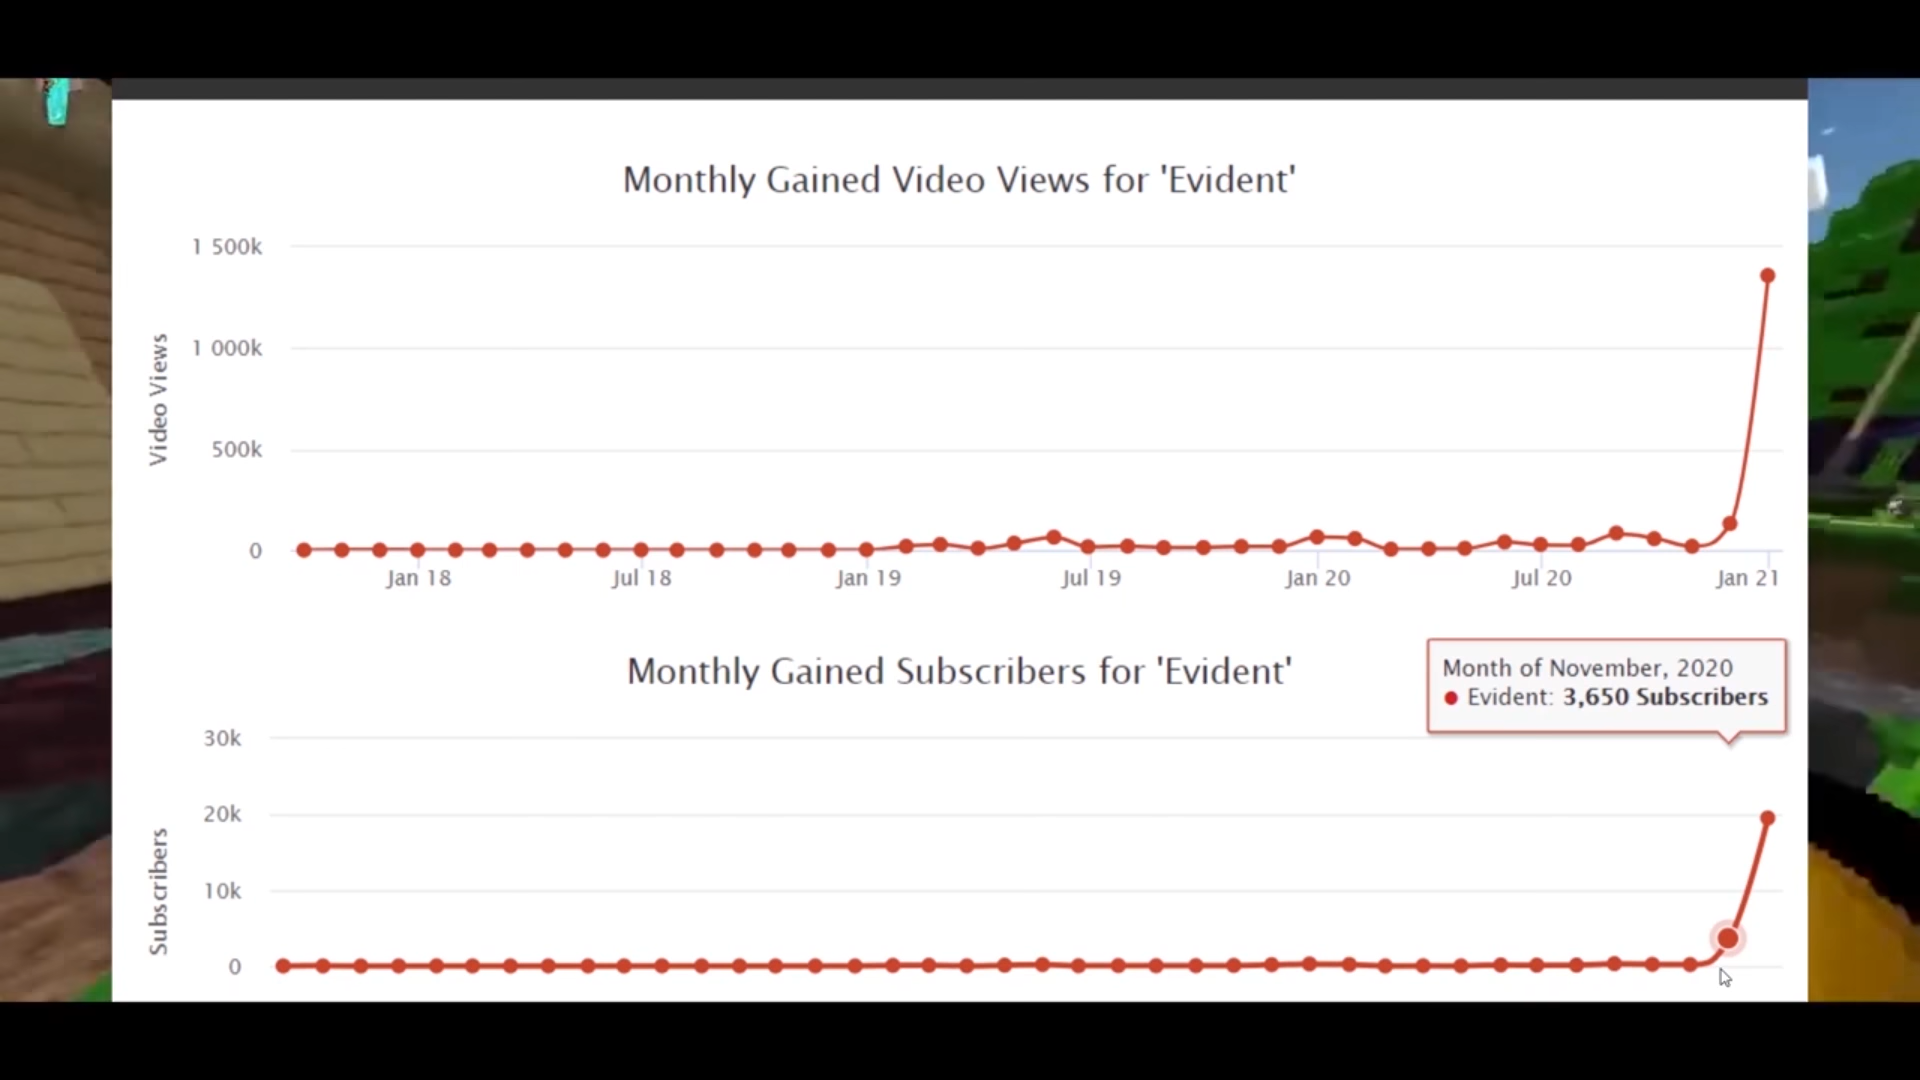 Monthly Gained Video Views for 'Evident'
1 500k
1 000k
500k
0
Video Views
Jan 18
Jul 18
Jan 19
Jul 19
Jan 20
Jul 20
Jan 21
Monthly Gained Subscribers for 'Evident'
Month of November, 2020
Evident: 3,650 Subscribers
30k
20k
10k
0
Subscribers